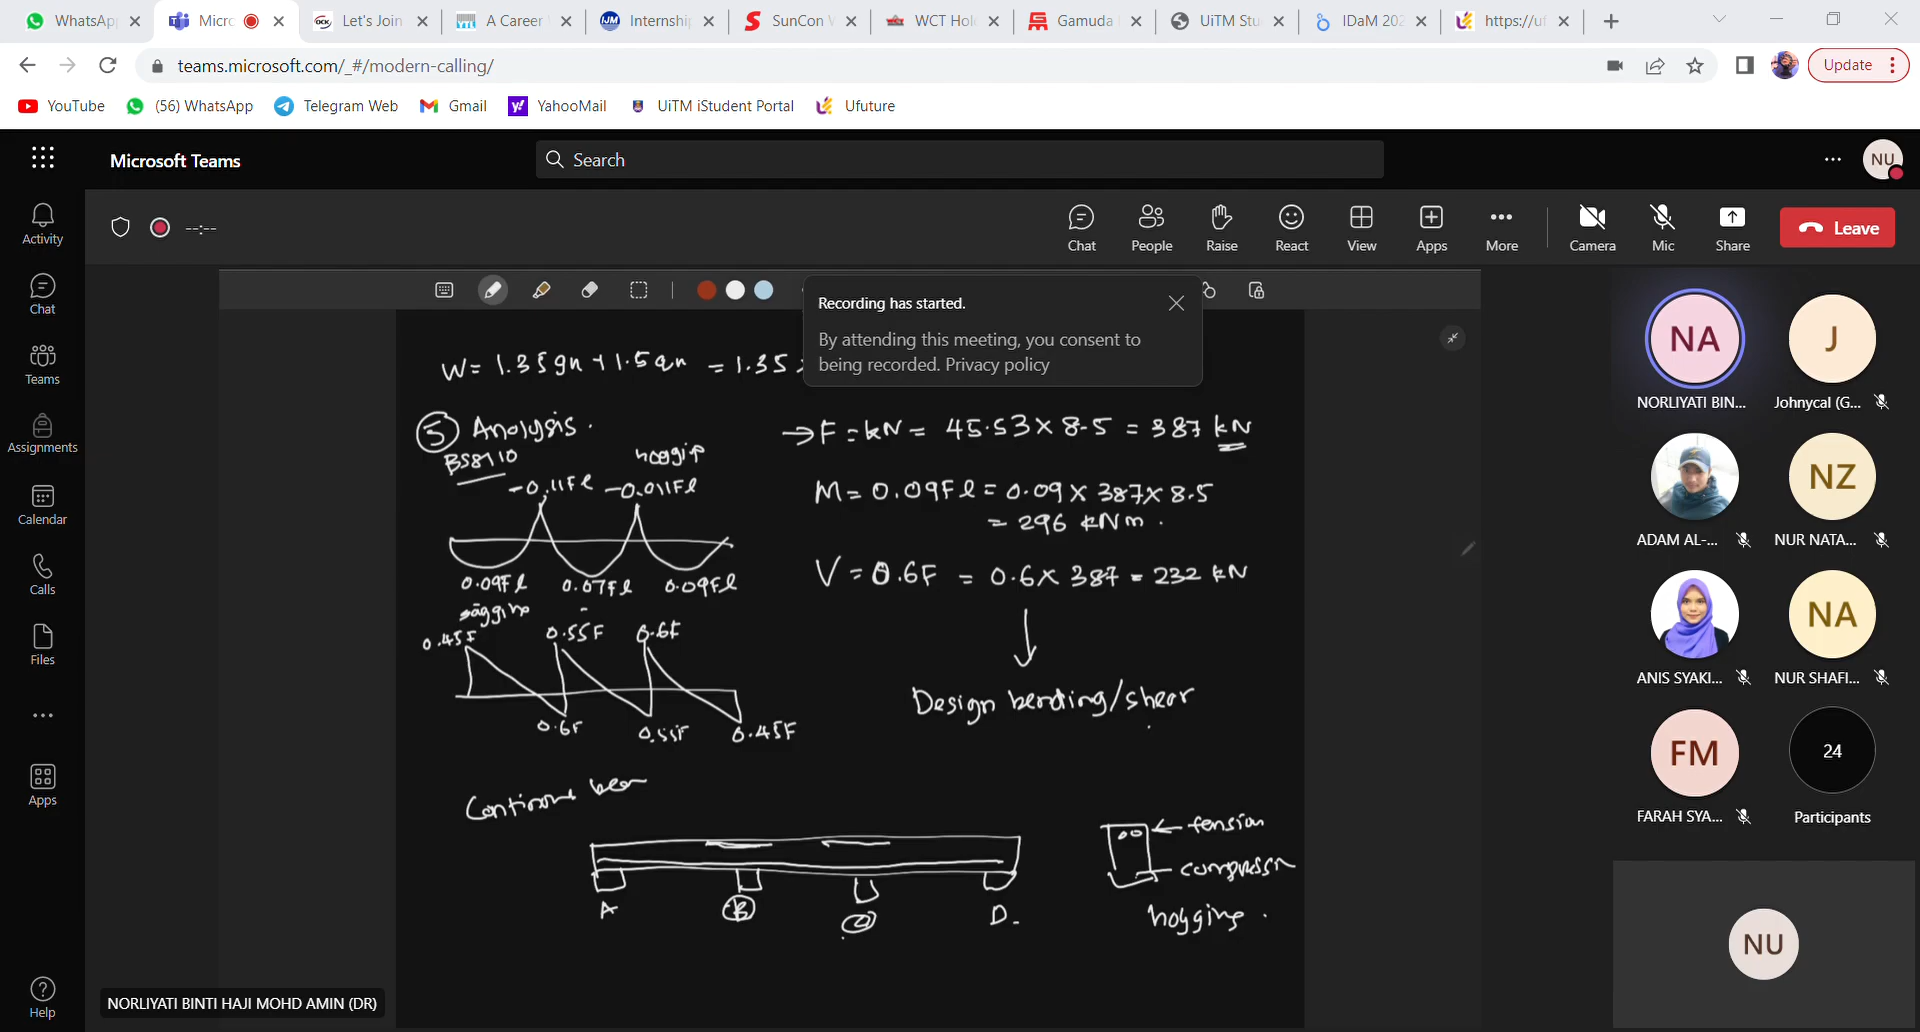 WhatsApp
Micro
Let's Join
A Career
Internship
SunCon W
WCT Hol
Gamuda
UiTM Stu
IDaM 202
https://uf
teams.microsoft.com/_#/modern-calling/
Update
YouTube
(56) WhatsApp
Telegram Web
Gmail
YahooMail
UiTM iStudent Portal
Ufuture
Microsoft Teams
Search
NU
--:--
Chat
People
Raise
React
View
Apps
More
Camera
Mic
Share
Leave
Activity
Chat
Teams
Assignments
Calendar
Calls
Files
Apps
Help
Recording has started.
By attending this meeting, you consent to
being recorded. Privacy policy
W = 1.35gn + 1.5qn = 1.35
5 Analysis.
BS8110
hoggip
-0.11Fl -0.011Fl
0.09Fl 0.07Fl 0.09Fl
sagging
0.45F 0.55F 0.6F
0.6F 0.55F 0.45F
→ F = kN = 45.53 x 8.5 = 387 kN
M = 0.09Fl = 0.09 x 387 x 8.5
= 296 kNm.
V = 0.6F = 0.6 x 387 = 232 kN
Design bending/shear
A B D.
tension
hogging.
NA
NORLIYATI BIN...
J
Johnycal (G...
ADAM AL-...
NZ
NUR NATA...
ANIS SYAKI...
NA
NUR SHAFI...
FM
FARAH SYA...
24
Participants
NU
NORLIYATI BINTI HAJI MOHD AMIN (DR)